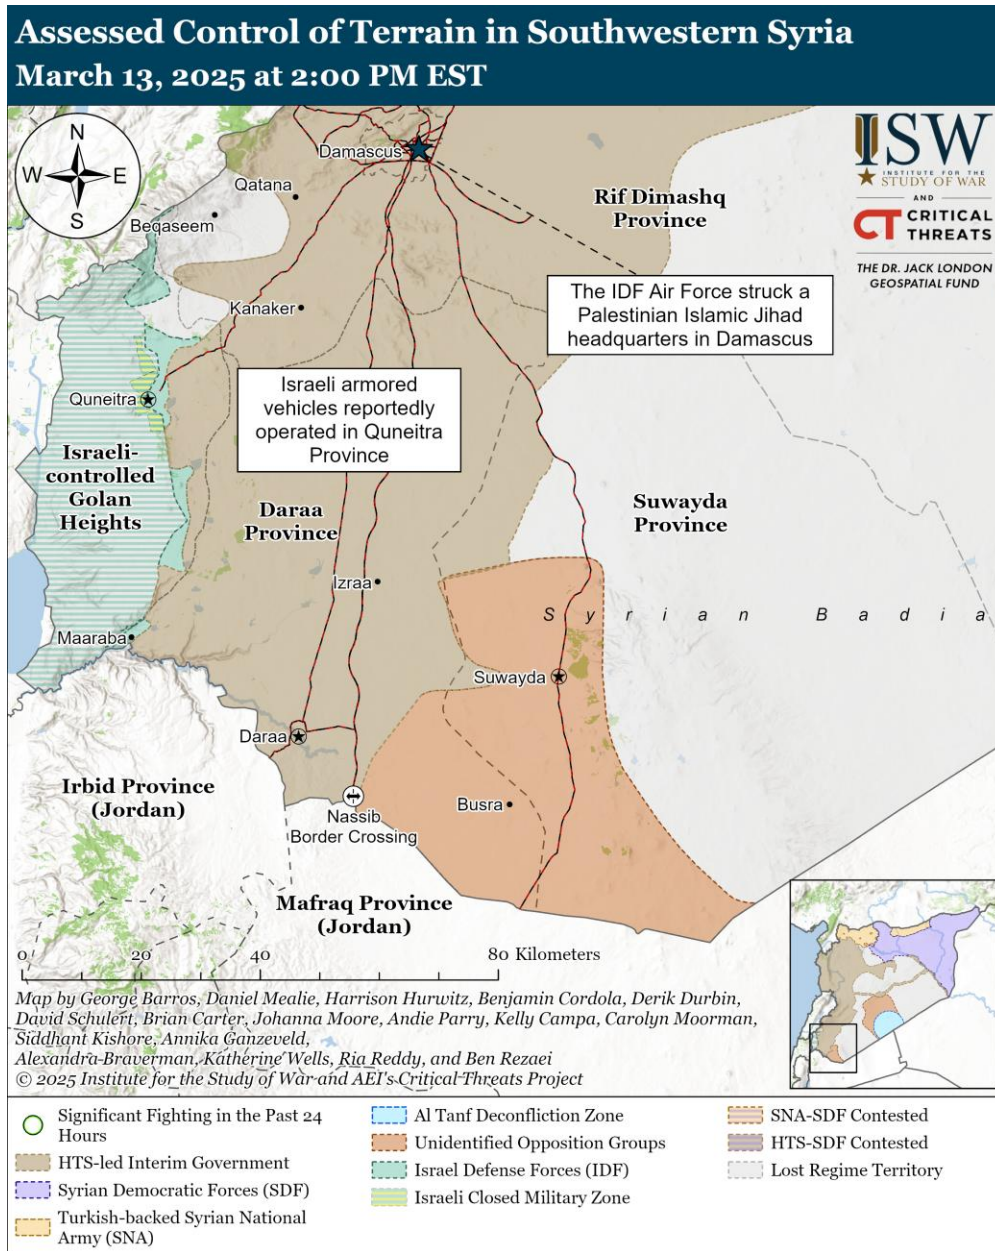 Assessed Control of Terrain in Southwestern Syria
March 13, 2025 at 2:00 PM EST
N
W E
S
ISW
INSTITUTE FOR THE
STUDY OF WAR
AND
CT CRITICAL
THREATS
THE DR. JACK LONDON
GEOSPATIAL FUND
Damascus
Qatana
Beqaseem
Rif Dimashq
Province
Kanaker
The IDF Air Force struck a
Palestinian Islamic Jihad
headquarters in Damascus
Israeli armored
vehicles reportedly
operated in Quneitra
Province
Quneitra
Israeli-
controlled
Golan
Heights
Daraa
Province
Suwayda
Province
Izraa
Syrian Badia
Maaraba
Suwayda
Daraa
Irbid Province
(Jordan)
Busra
Nassib
Border Crossing
Mafraq Province
(Jordan)
0 20 40 80 Kilometers
Map by George Barros, Daniel Mealie, Harrison Hurwitz, Benjamin Cordola, Derik Durbin,
David Schulert, Brian Carter, Johanna Moore, Andie Parry, Kelly Campa, Carolyn Moorman,
Siddhant Kishore, Annika Ganzeveld,
Alexandra Braverman, Katherine Wells, Ria Reddy, and Ben Rezaei
© 2025 Institute for the Study of War and AEI's Critical Threats Project
Significant Fighting in the Past 24
Hours
HTS-led Interim Government
Syrian Democratic Forces (SDF)
Turkish-backed Syrian National
Army (SNA)
Al Tanf Deconfliction Zone
Unidentified Opposition Groups
Israel Defense Forces (IDF)
Israeli Closed Military Zone
SNA-SDF Contested
HTS-SDF Contested
Lost Regime Territory